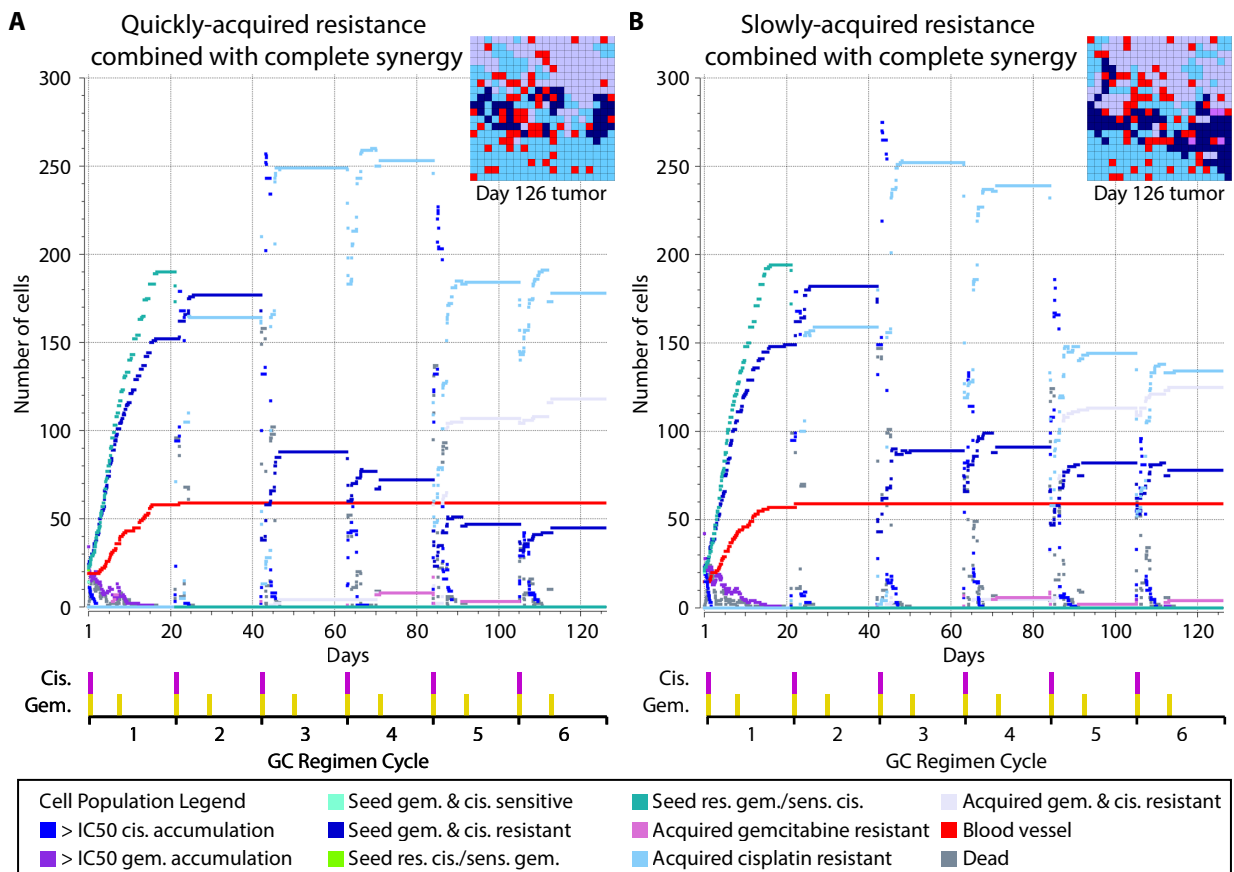 A
Quickly-acquired resistance
combined with complete synergy
Day 126 tumor
Number of cells
300
250
200
150
100
50
0
1 20 40 60 80 100 120
Days
Cis.
Gem.
1 2 3 4 5 6
GC Regimen Cycle
B
Slowly-acquired resistance
combined with complete synergy
Day 126 tumor
Number of cells
300
250
200
150
100
50
0
1 20 40 60 80 100 120
Days
Cis.
Gem.
1 2 3 4 5 6
GC Regimen Cycle
Cell Population Legend
> IC50 cis. accumulation
> IC50 gem. accumulation
Seed gem. & cis. sensitive
Seed gem. & cis. resistant
Seed res. cis./sens. gem.
Seed res. gem./sens. cis.
Acquired gemcitabine resistant
Acquired cisplatin resistant
Acquired gem. & cis. resistant
Blood vessel
Dead